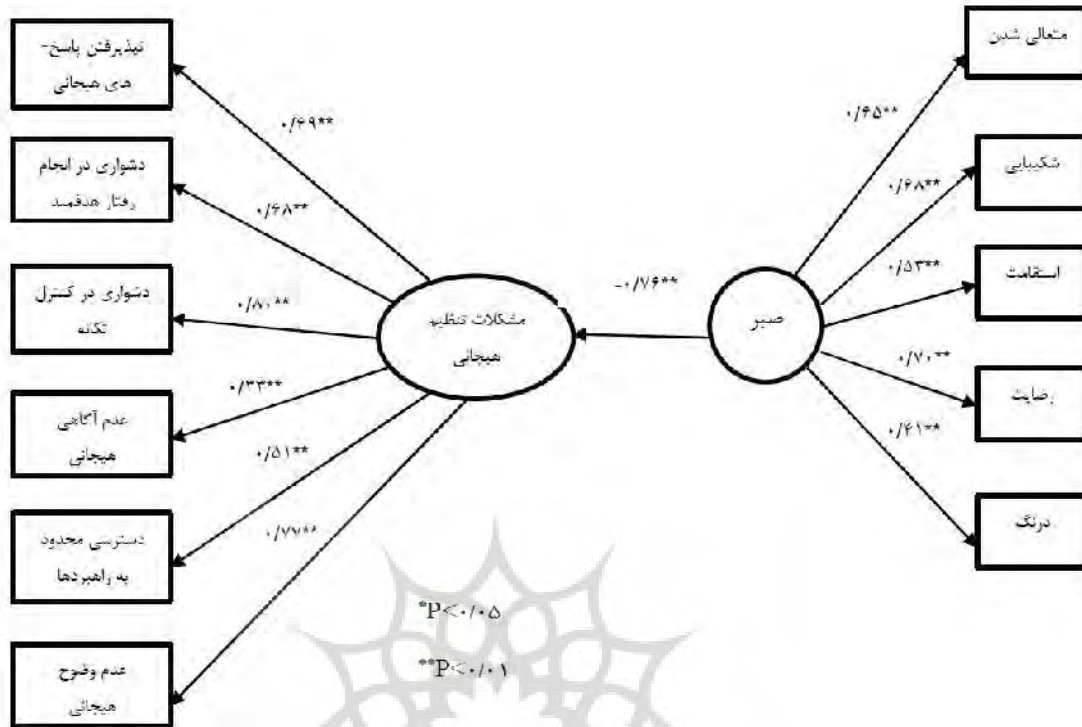 متعالی شدن
شکیبایی
استقامت
رضایت
درنگ
۰/۶۵**
۰/۶۸**
۰/۵۳**
۰/۷۰**
۰/۴۱**
صبر
-۰/۷۶**
مشکلات تنظیم
هیجانی
۰/۶۹**
۰/۶۸**
۰/۸۰**
۰/۳۳**
۰/۵۱**
۰/۷۷**
نپذیرفتن پاسخ-
های هیجانی
دشواری در انجام
رفتار هدفمند
دشواری در کنترل
تکانه
عدم آگاهی
هیجانی
دسترسی محدود
به راهبردها
عدم وضوح
هیجانی
*P<۰/۰۵
**P<۰/۰۱